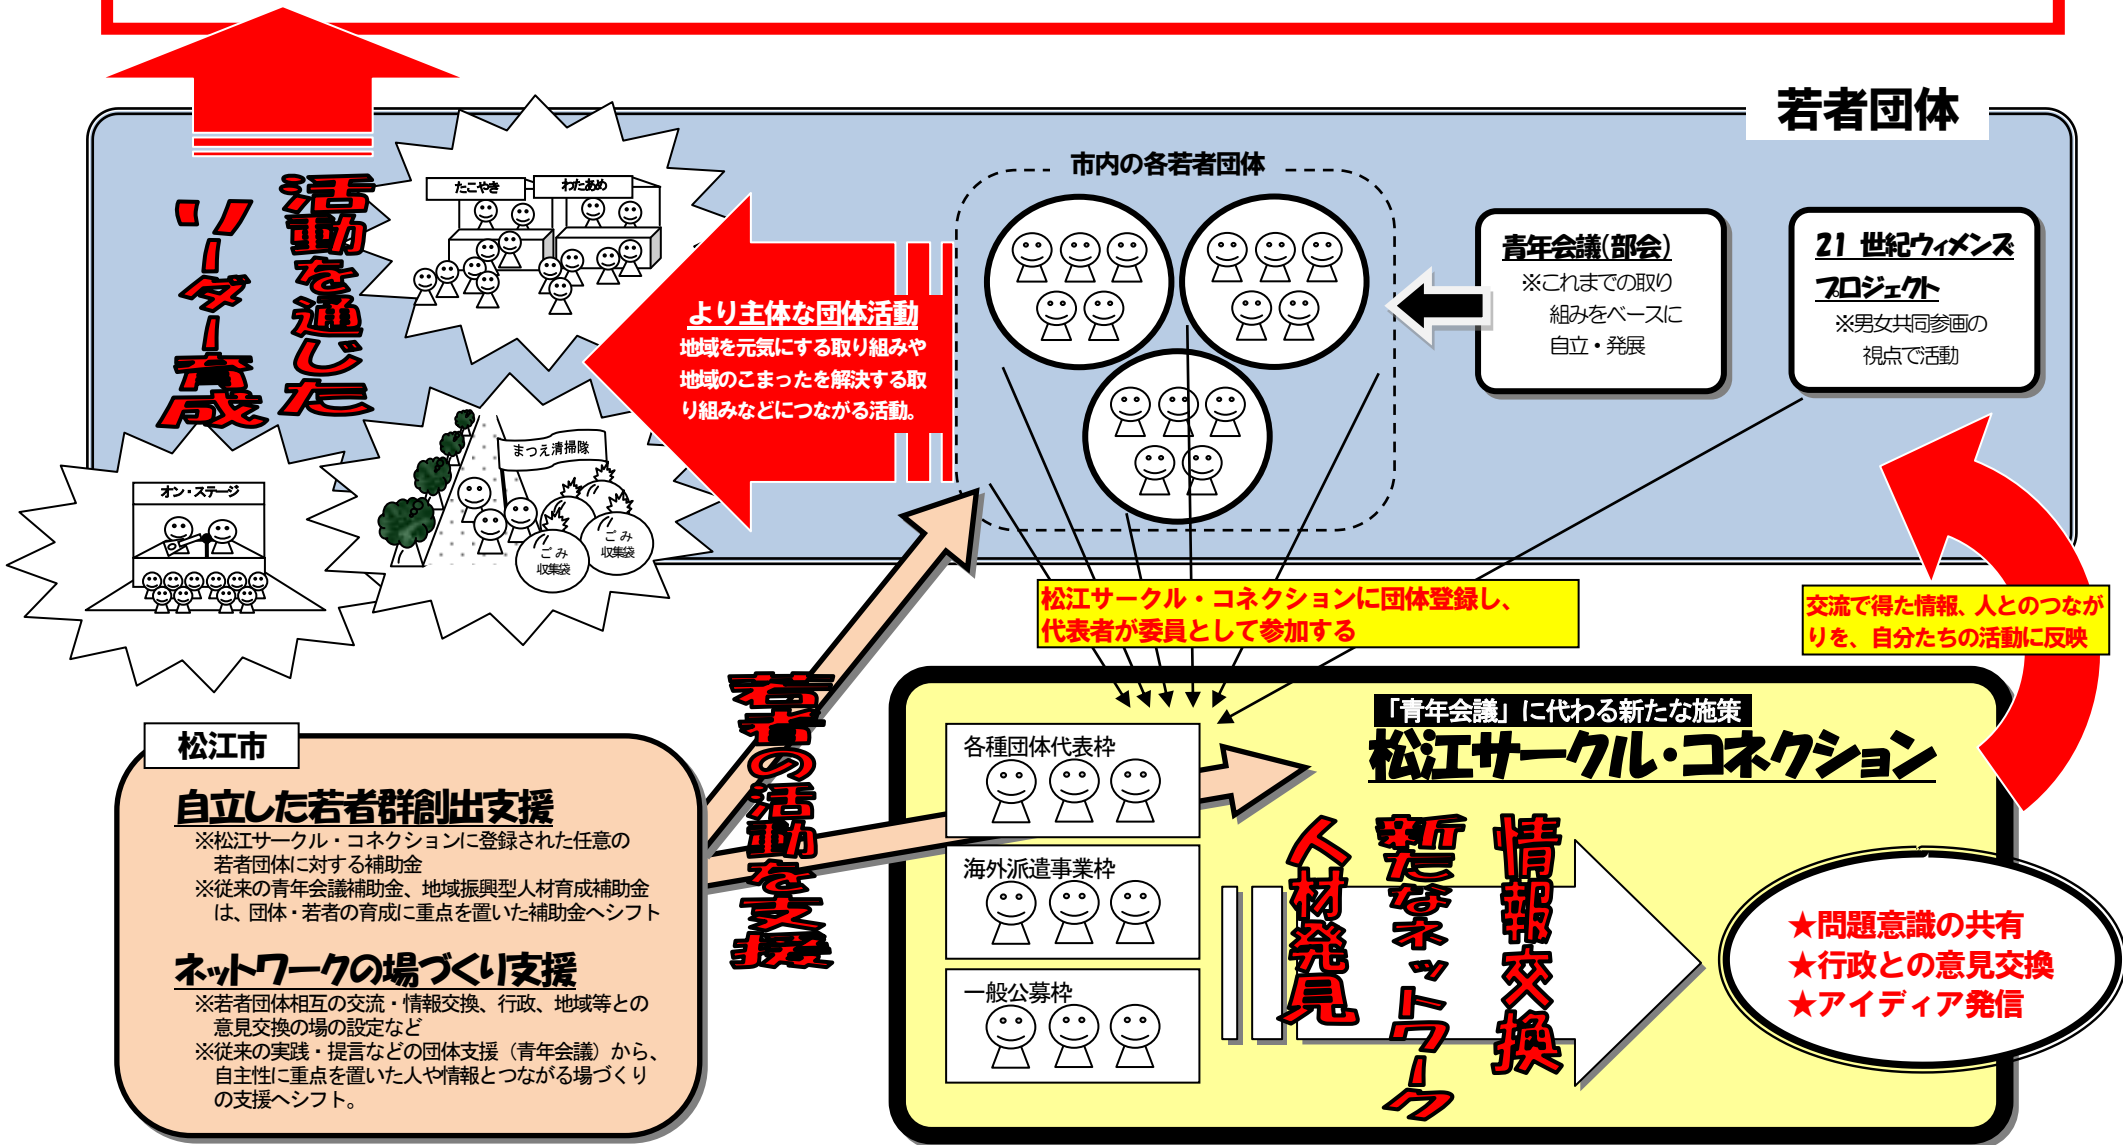 若者団体
市内の各若者団体
たこやき
わたあめ
活動を通じた
リーダー育成
より主体な団体活動
地域を元気にする取り組みや
地域のこまったを解決する取
り組みなどにつながる活動。
青年会議(部会)
※これまでの取り
組みをベースに
自立・発展
21 世紀ウィメンズ
プロジェクト
※男女共同参画の
視点で活動
まつえ清掃隊
ごみ
収集袋
ごみ
収集袋
オン・ステージ
松江サークル・コネクションに団体登録し、
代表者が委員として参加する
交流で得た情報、人とのつなが
りを、自分たちの活動に反映
若者の活動を支援
松江市
自立した若者群創出支援
※松江サークル・コネクションに登録された任意の
若者団体に対する補助金
※従来の青年会議補助金、地域振興型人材育成補助金
は、団体・若者の育成に重点を置いた補助金へシフト
ネットワークの場づくり支援
※若者団体相互の交流・情報交換、行政、地域等との
意見交換の場の設定など
※従来の実践・提言などの団体支援（青年会議）から、
自主性に重点を置いた人や情報とつながる場づくり
の支援へシフト。
「青年会議」に代わる新たな施策
松江サークル・コネクション
各種団体代表枠
海外派遣事業枠
一般公募枠
情報交換
新たなネットワーク
人材発見
★問題意識の共有
★行政との意見交換
★アイディア発信